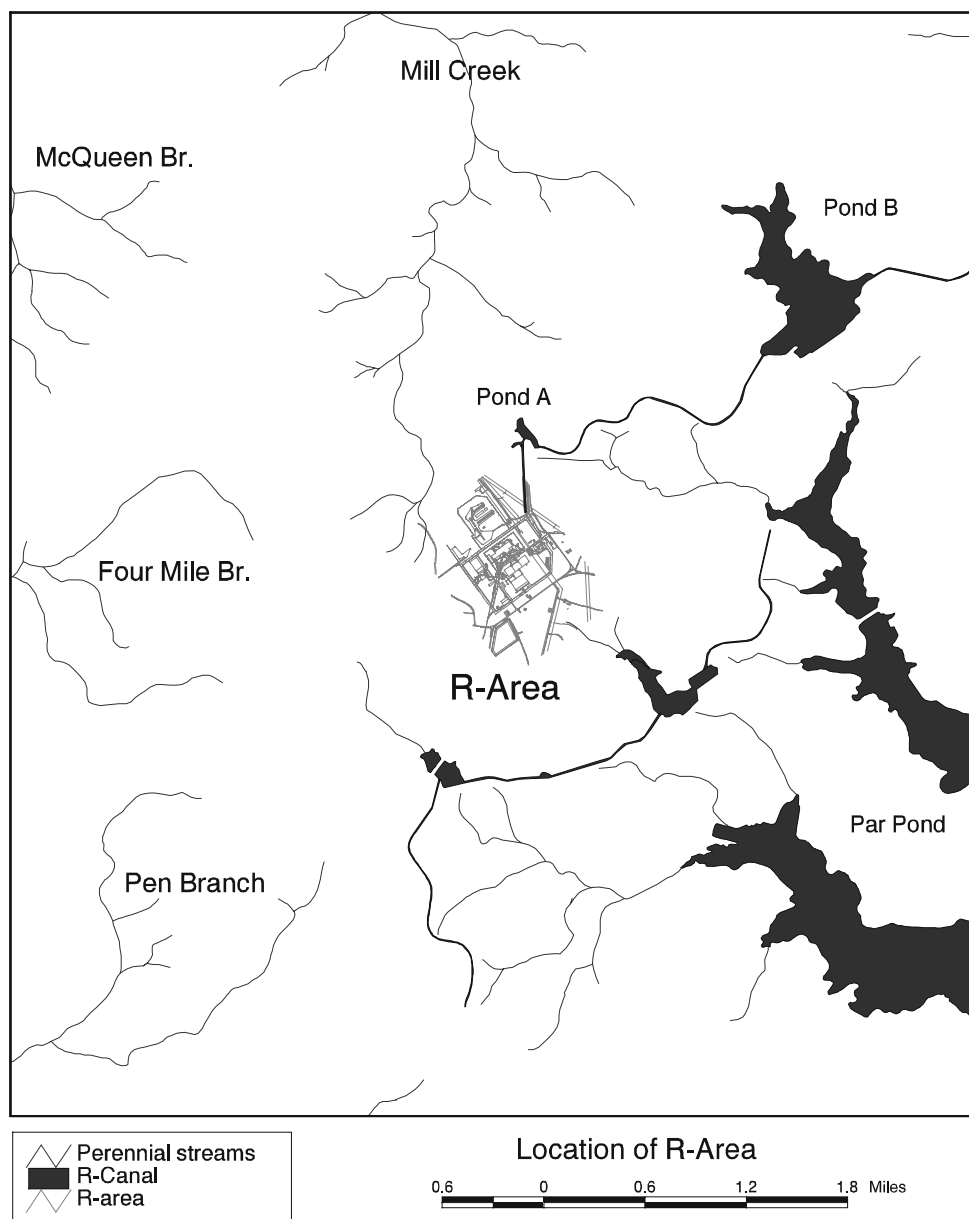 Mill Creek
McQueen Br.
Pond B
Pond A
Four Mile Br.
R-Area
Par Pond
Pen Branch
Perennial streams
R-Canal
R-area
Location of R-Area
0.6 0 0.6 1.2 1.8 Miles